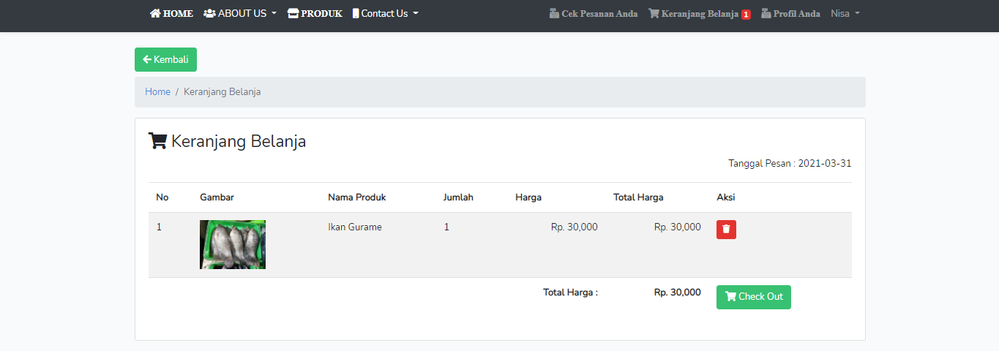 HOME ABOUT US PRODUK Contact Us Cek Pesanan Anda Keranjang Belanja 1 Profil Anda Nisa
Kembali
Home / Keranjang Belanja
Keranjang Belanja
Tanggal Pesan : 2021-03-31
No Gambar Nama Produk Jumlah Harga Total Harga Aksi
1 Ikan Gurame 1 Rp. 30,000 Rp. 30,000
Total Harga : Rp. 30,000 Check Out